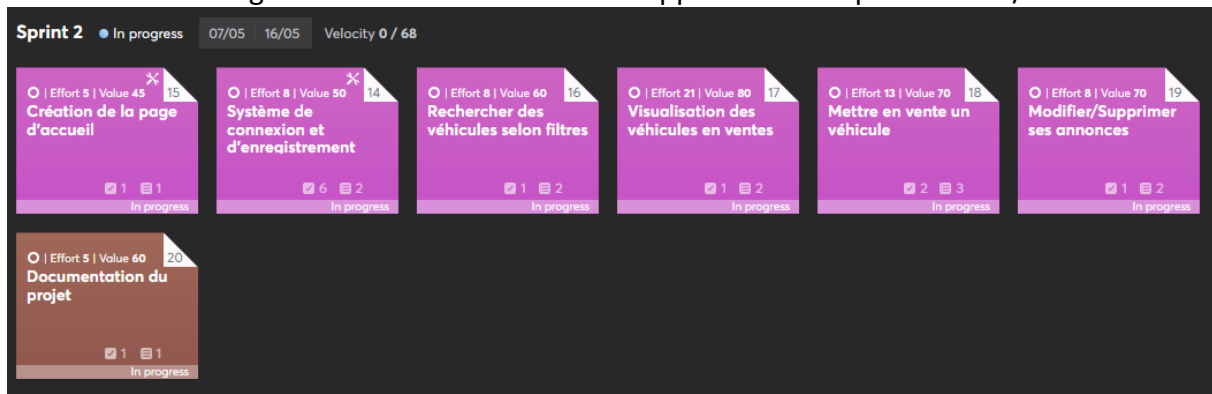 Sprint 2 In progress 07/05 16/05 Velocity 0 / 68
| Effort 5 | Value 45 15
Création de la page
d'accueil
1 1
In progress
| Effort 8 | Value 50 14
Système de
connexion et
d'enregistrement
6 2
In progress
| Effort 8 | Value 60 16
Rechercher des
véhicules selon filtres
1 2
In progress
| Effort 21 | Value 80 17
Visualisation des
véhicules en ventes
1 2
In progress
| Effort 13 | Value 70 18
Mettre en vente un
véhicule
2 3
In progress
| Effort 8 | Value 70 19
Modifier/Supprimer
ses annonces
1 2
In progress
| Effort 5 | Value 60 20
Documentation du
projet
1 1
In progress